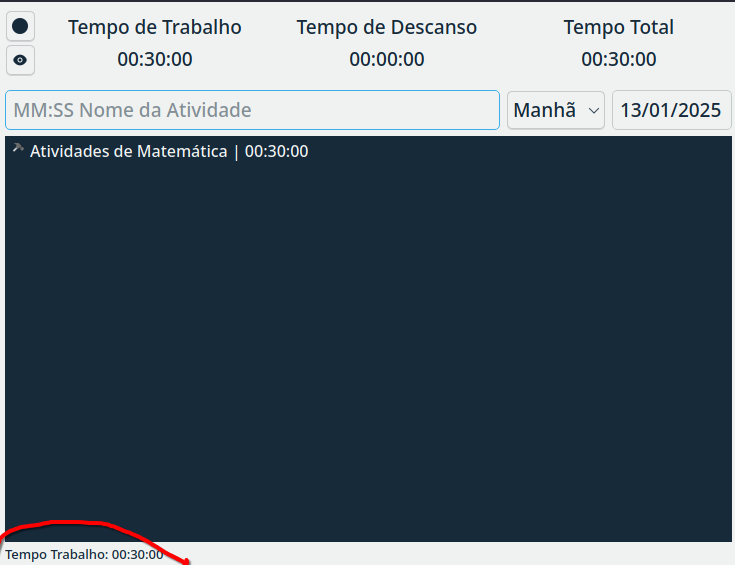 Tempo de Trabalho Tempo de Descanso Tempo Total
00:30:00 00:00:00 00:30:00
MM:SS Nome da Atividade Manhã 13/01/2025
Atividades de Matemática | 00:30:00
Tempo Trabalho: 00:30:00